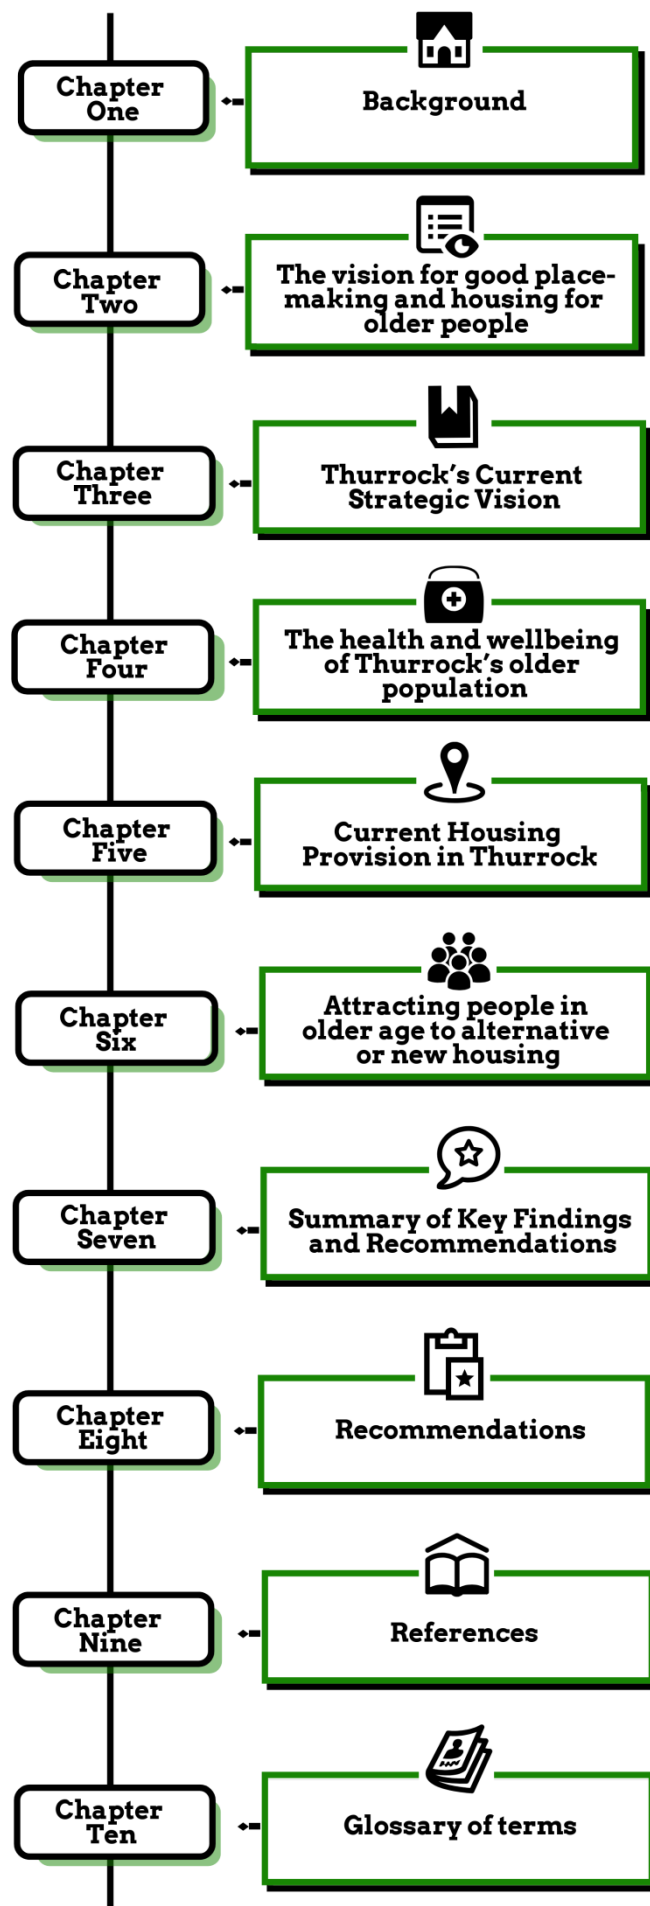 Chapter
One
Background
Chapter
Two
The vision for good place-
making and housing for
older people
Chapter
Three
Thurrock's Current
Strategic Vision
Chapter
Four
The health and wellbeing
of Thurrock's older
population
Chapter
Five
Current Housing
Provision in Thurrock
Chapter
Six
Attracting people in
older age to alternative
or new housing
Chapter
Seven
Summary of Key Findings
and Recommendations
Chapter
Eight
Recommendations
Chapter
Nine
References
Chapter
Ten
Glossary of terms